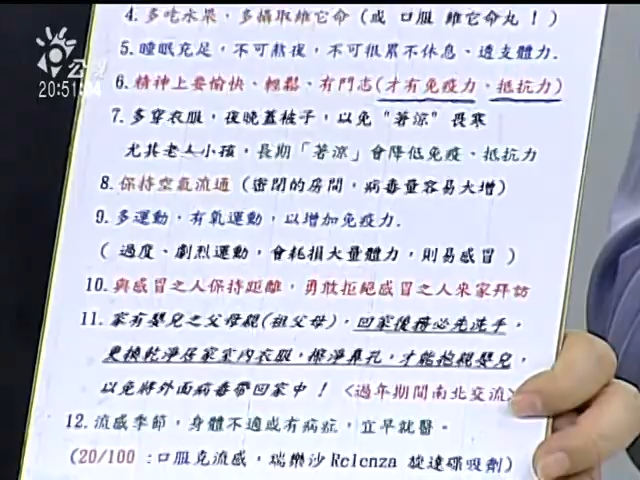 4. 多吃水果，多攝取維它命 (或 口服 維它命丸！)
5. 睡眠充足，不可熬夜，不可很累不休息、透支體力.
公視
20:51:
6. 精神上要愉快、輕鬆、有鬥志(才有免疫力、抵抗力)
7. 多穿衣服，夜晚蓋被子，以免"著涼"畏寒
尤其老人小孩，長期「著涼」會降低免疫、抵抗力
8. 保持空氣流通 (密閉的房間，病毒量容易大增)
9. 多運動，有氧運動，以增加免疫力.
( 過度、劇烈運動，會耗損大量體力，則易感冒 )
10. 與感冒之人保持距離，勇敢拒絕感冒之人來家拜訪
11. 家有嬰兒之父母親(祖父母)，回家後務必先洗手，
更換乾淨居家室內衣服，擦淨鼻孔，才能抱親嬰兒，
以免將外面病毒帶回家中！ <過年期間南北交流>
12. 流感季節，身體不適或有病症，宜早就醫。
(20/100 :口服克流感，瑞樂沙Relenza 旋達碟吸劑)